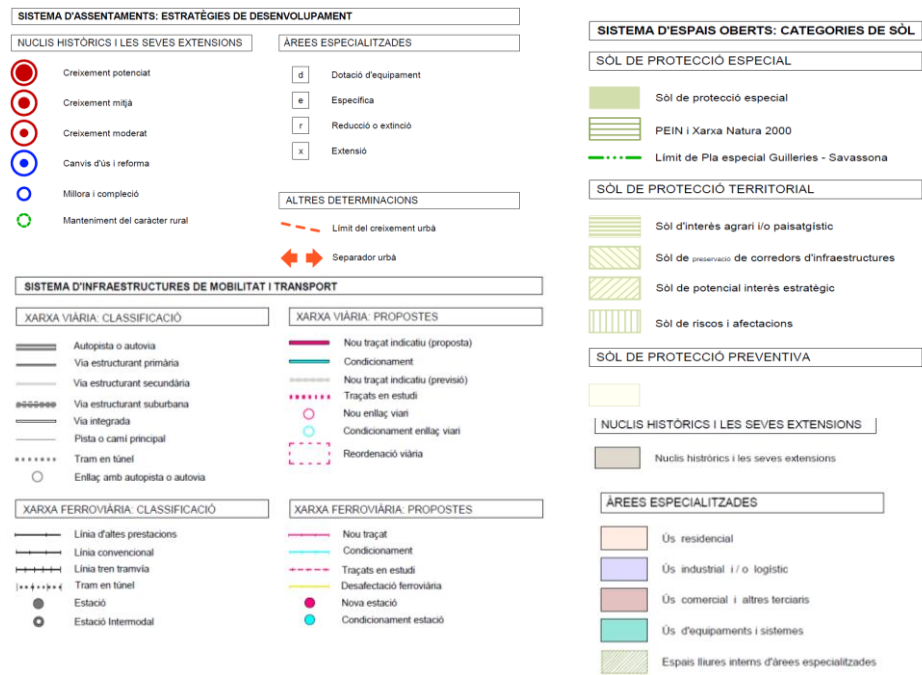 SISTEMA D'ASSENTAMENTS: ESTRATÈGIES DE DESENVOLUPAMENT
NUCLIS HISTÒRICS I LES SEVES EXTENSIONS
Creixement potenciat
Creixement mitjà
Creixement moderat
Canvis d'ús i reforma
Millora i compleció
Manteniment del caràcter rural
ÀREES ESPECIALITZADES
d Dotació d'equipament
e Específica
r Reducció o extinció
x Extensió
ALTRES DETERMINACIONS
Límit del creixement urbà
Separador urbà
SISTEMA D'INFRAESTRUCTURES DE MOBILITAT I TRANSPORT
XARXA VIÀRIA: CLASSIFICACIÓ
Autopista o autovia
Via estructurant primària
Via estructurant secundària
Via estructurant suburbana
Via integrada
Pista o camí principal
Tram en túnel
Enllaç amb autopista o autovia
XARXA VIÀRIA: PROPOSTES
Nou traçat indicatiu (proposta)
Condicionament
Nou traçat indicatiu (previsió)
Traçats en estudi
Nou enllaç viari
Condicionament enllaç viari
Reordenació viària
XARXA FERROVIÀRIA: CLASSIFICACIÓ
Línia d'altes prestacions
Línia convencional
Línia tren tramvia
Tram en túnel
Estació
Estació Intermodal
XARXA FERROVIÀRIA: PROPOSTES
Nou traçat
Condicionament
Traçats en estudi
Desafectació ferroviària
Nova estació
Condicionament estació
SISTEMA D'ESPAIS OBERTS: CATEGORIES DE SÒL
SÒL DE PROTECCIÓ ESPECIAL
Sòl de protecció especial
PEIN i Xarxa Natura 2000
Límit de Pla especial Guilleries - Savassona
SÒL DE PROTECCIÓ TERRITORIAL
Sòl d'interès agrari i/o paisatgístic
Sòl de preservació de corredors d'infraestructures
Sòl de potencial interès estratègic
Sòl de riscos i afectacions
SÒL DE PROTECCIÓ PREVENTIVA
NUCLIS HISTÒRICS I LES SEVES EXTENSIONS
Nuclis histròrics i les seves extensions
ÀREES ESPECIALITZADES
Ús residencial
Ús industrial i / o logístic
Ús comercial i altres terciaris
Ús d'equipaments i sistemes
Espais lliures interns d'àrees especialitzades